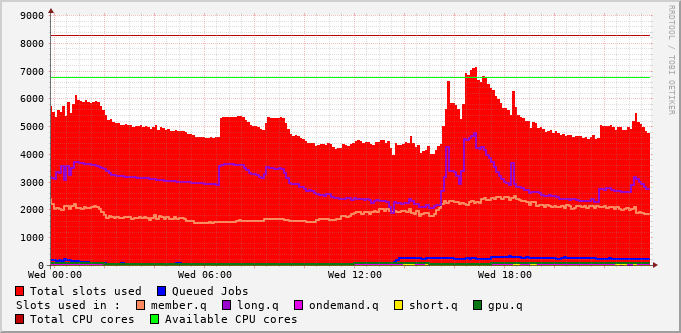 RRDTOOL / TOBI OETIKER
9000
8000
7000
6000
5000
4000
3000
2000
1000
0
Wed 00:00 Wed 06:00 Wed 12:00 Wed 18:00
Total slots used Queued Jobs
Slots used in : member.q long.q ondemand.q short.q gpu.q
Total CPU cores Available CPU cores